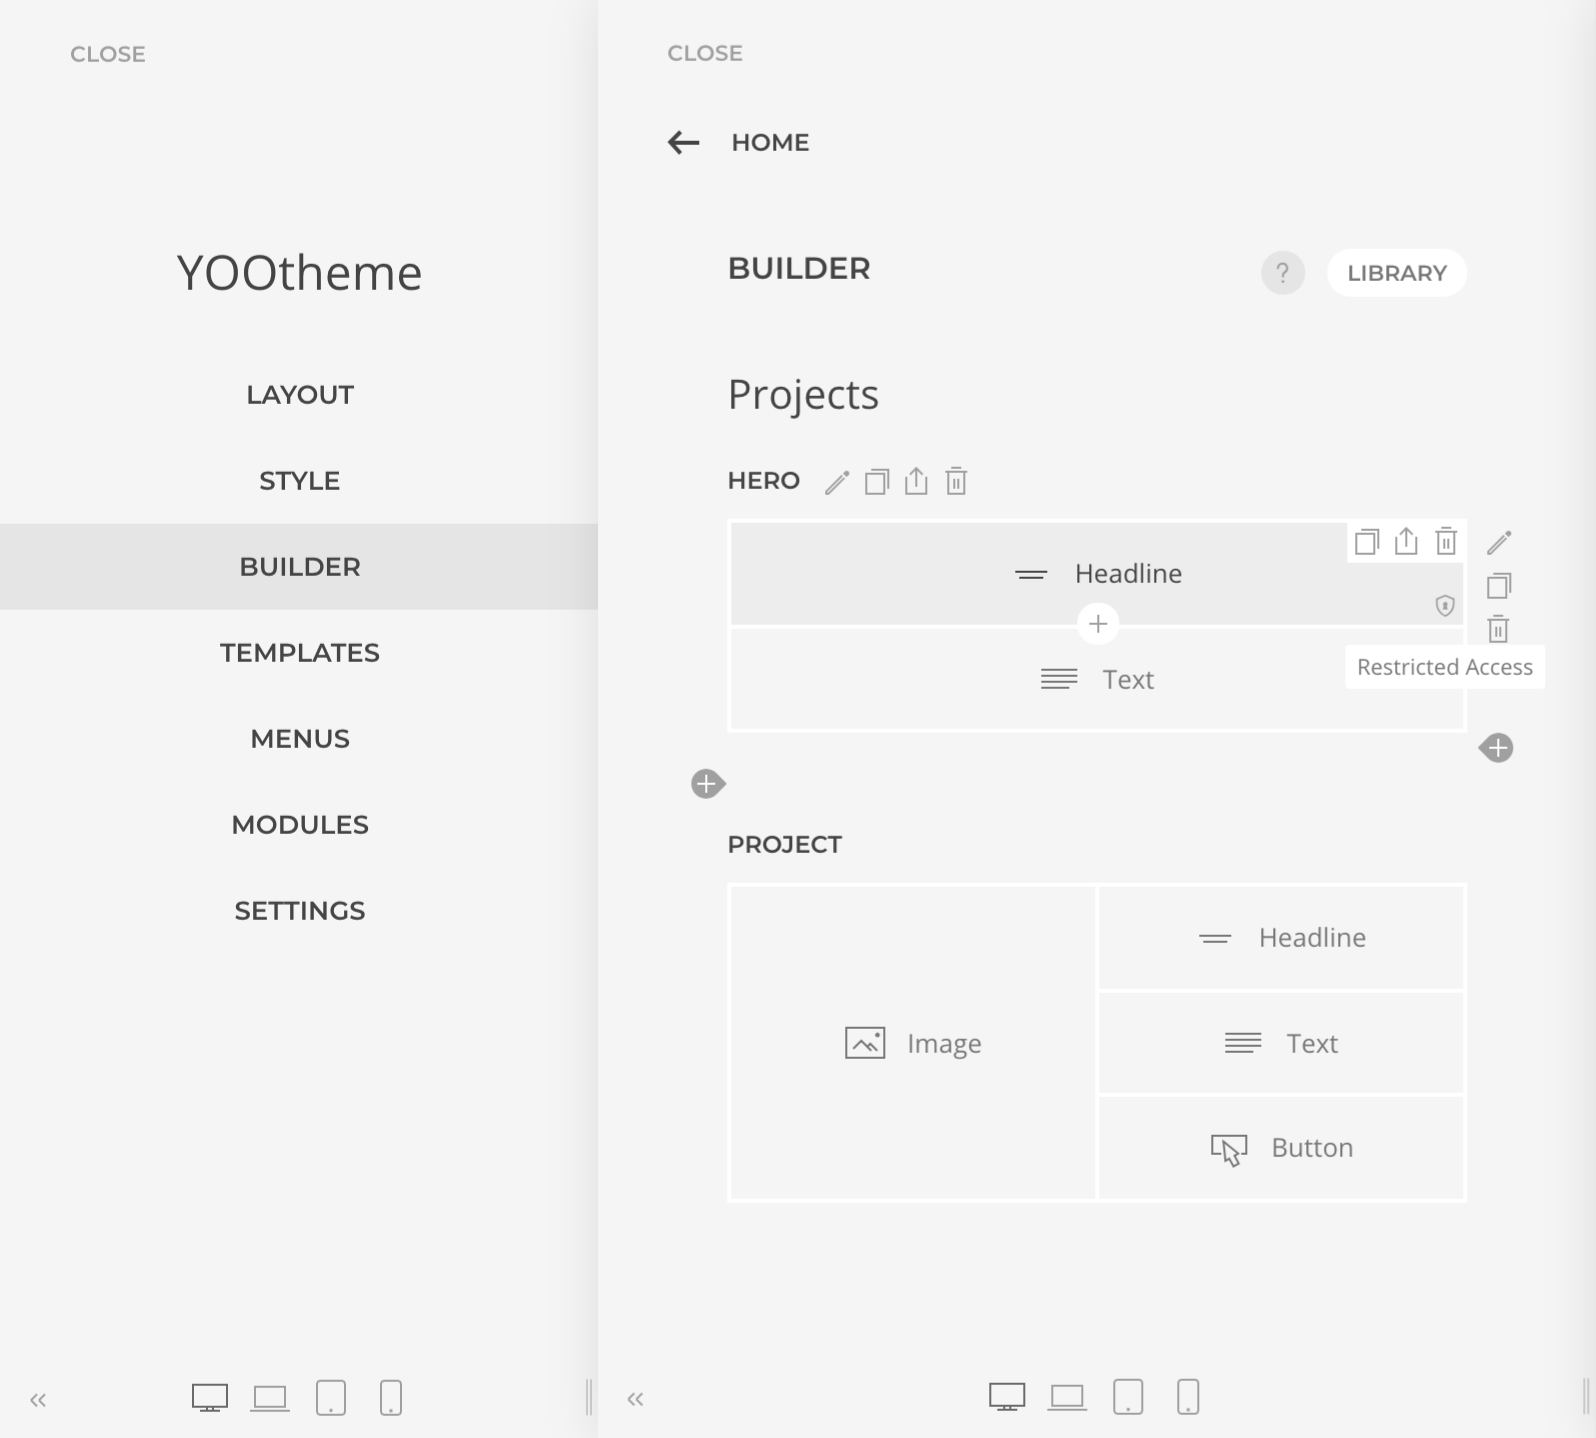 CLOSE
YOOtheme
LAYOUT
STYLE
BUILDER
TEMPLATES
MENUS
MODULES
SETTINGS
CLOSE
HOME
BUILDER
?
LIBRARY
Projects
HERO
Headline
Text
Restricted Access
PROJECT
Image
Headline
Text
Button